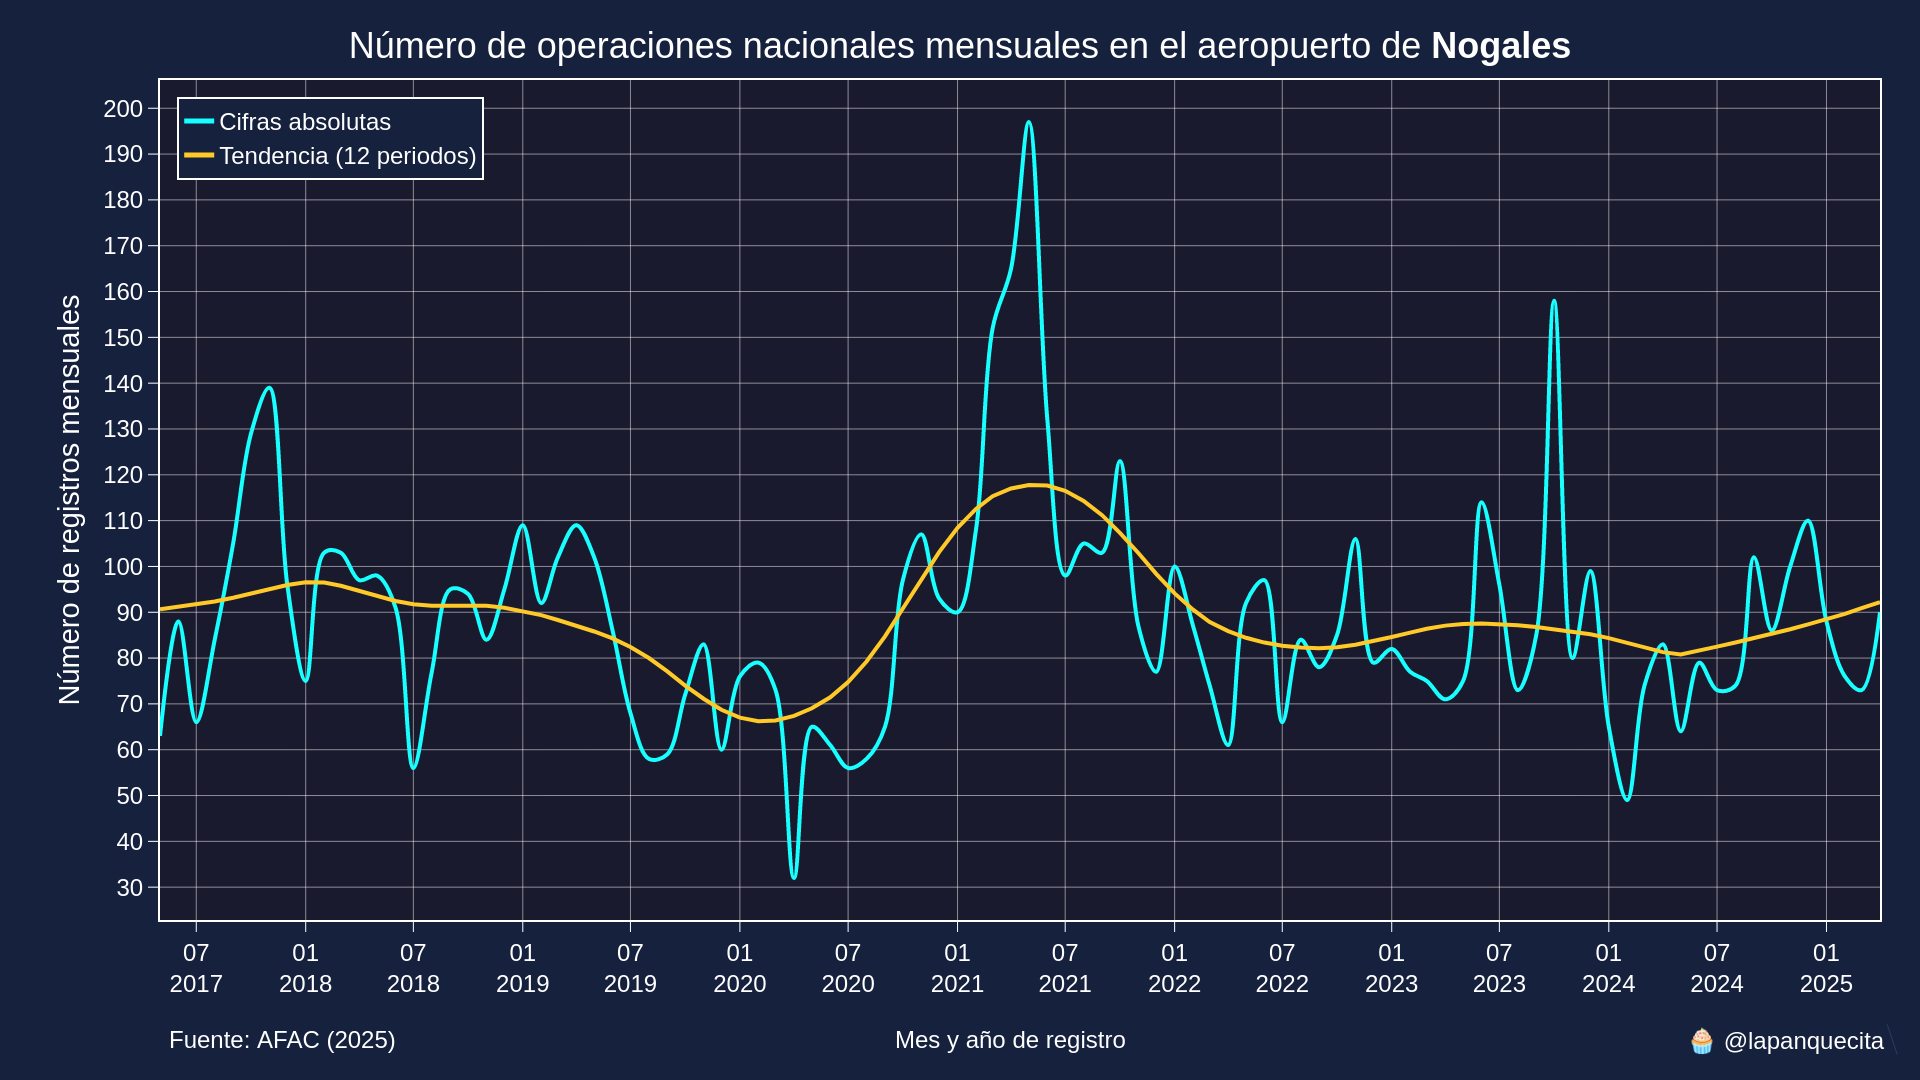 Número de operaciones nacionales mensuales en el aeropuerto de Nogales
Cifras absolutas
Tendencia (12 periodos)
Número de registros mensuales
200
190
180
170
160
150
140
130
120
110
100
90
80
70
60
50
40
30
07 01 07 01 07 01 07 01 07 01 07 01 07 01 07 01
2017 2018 2018 2019 2019 2020 2020 2021 2021 2022 2022 2023 2023 2024 2024 2025
Fuente: AFAC (2025) Mes y año de registro 🧁 @lapanquecita